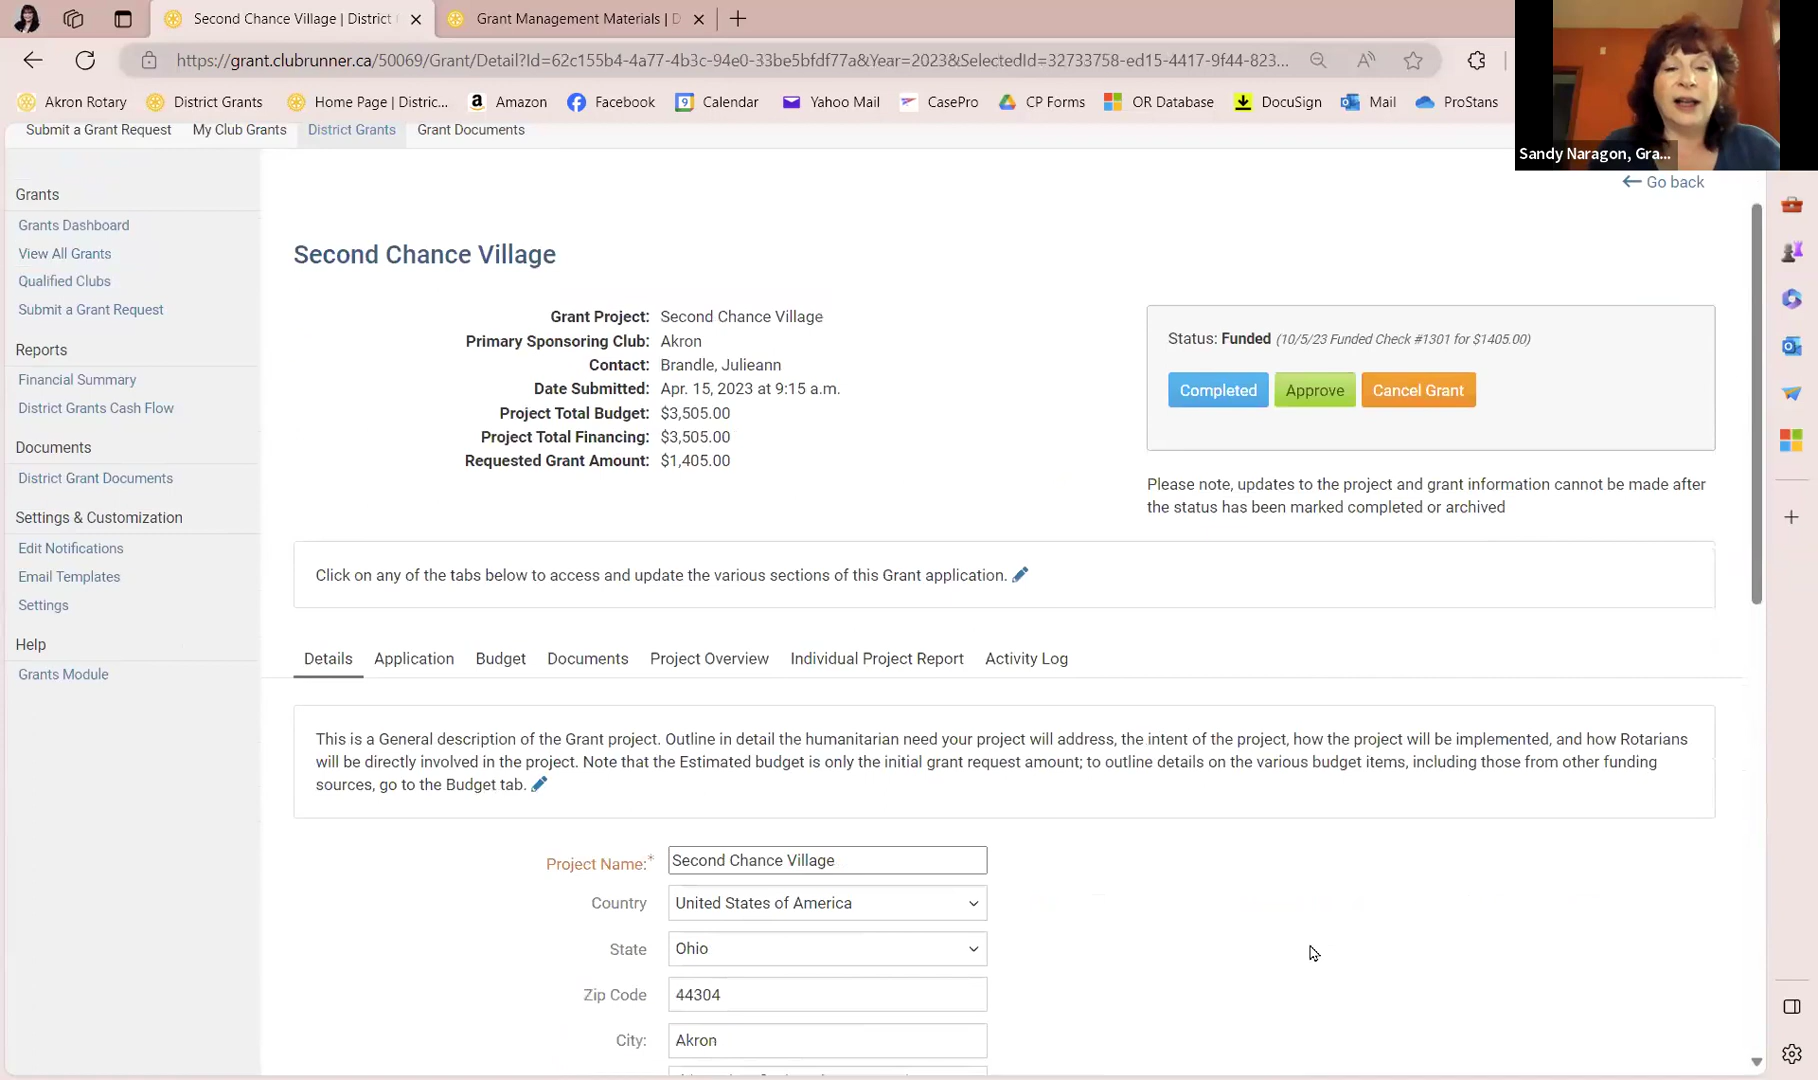 Second Chance Village | District
Grant Management Materials | D
https://grant.clubrunner.ca/50069/Grant/Detail?Id=62c155b4-4a77-4b3c-94e0-33be5bfdf77a&Year=2023&SelectedId=32733758-ed15-4417-9f44-823...
Akron Rotary District Grants Home Page | Distric... Amazon Facebook Calendar Yahoo Mail CasePro CP Forms OR Database DocuSign Mail ProStans
Sandy Naragon, Gra...
Submit a Grant Request My Club Grants District Grants Grant Documents
Go back
Grants
Grants Dashboard
View All Grants
Qualified Clubs
Submit a Grant Request
Reports
Financial Summary
District Grants Cash Flow
Documents
District Grant Documents
Settings & Customization
Edit Notifications
Email Templates
Settings
Help
Grants Module
Second Chance Village
Grant Project: Second Chance Village
Primary Sponsoring Club: Akron
Contact: Brandle, Julieann
Date Submitted: Apr. 15, 2023 at 9:15 a.m.
Project Total Budget: $3,505.00
Project Total Financing: $3,505.00
Requested Grant Amount: $1,405.00
Status: Funded (10/5/23 Funded Check #1301 for $1405.00)
Completed Approve Cancel Grant
Please note, updates to the project and grant information cannot be made after
the status has been marked completed or archived
Click on any of the tabs below to access and update the various sections of this Grant application.
Details Application Budget Documents Project Overview Individual Project Report Activity Log
This is a General description of the Grant project. Outline in detail the humanitarian need your project will address, the intent of the project, how the project will be implemented, and how Rotarians
will be directly involved in the project. Note that the Estimated budget is only the initial grant request amount; to outline details on the various budget items, including those from other funding
sources, go to the Budget tab.
Project Name:* Second Chance Village
Country United States of America
State Ohio
Zip Code 44304
City: Akron